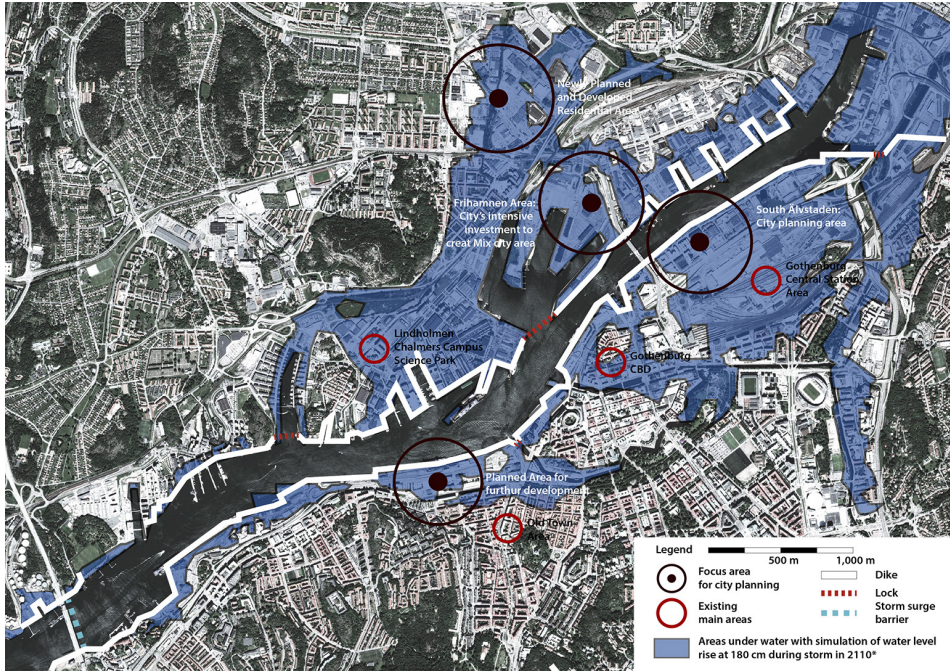 Newly Planned
and Developed
Residential Area
Frihamnen Area:
City's intensive
investment to
creat Mix city area
South Älvstaden:
City planning area
Gothenburg
Central Station
Area
Lindholmen
Chalmers Campus
Science Park
Gothenburg
CBD
Planned Area for
furthur development
Old Town
Area
Legend
500 m
1,000 m
Focus area
for city planning
Existing
main areas
Dike
Lock
Storm surge
barrier
Areas under water with simulation of water level
rise at 180 cm during storm in 2110*